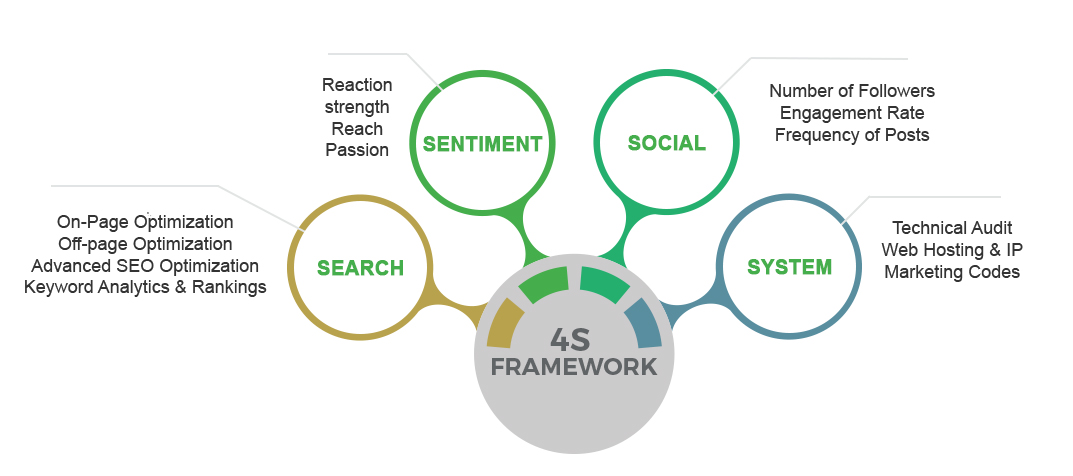 Reaction
strength
Reach
Passion
SENTIMENT
SOCIAL
Number of Followers
Engagement Rate
Frequency of Posts
On-Page Optimization
Off-page Optimization
Advanced SEO Optimization
Keyword Analytics & Rankings
SEARCH
SYSTEM
Technical Audit
Web Hosting & IP
Marketing Codes
4S
FRAMEWORK